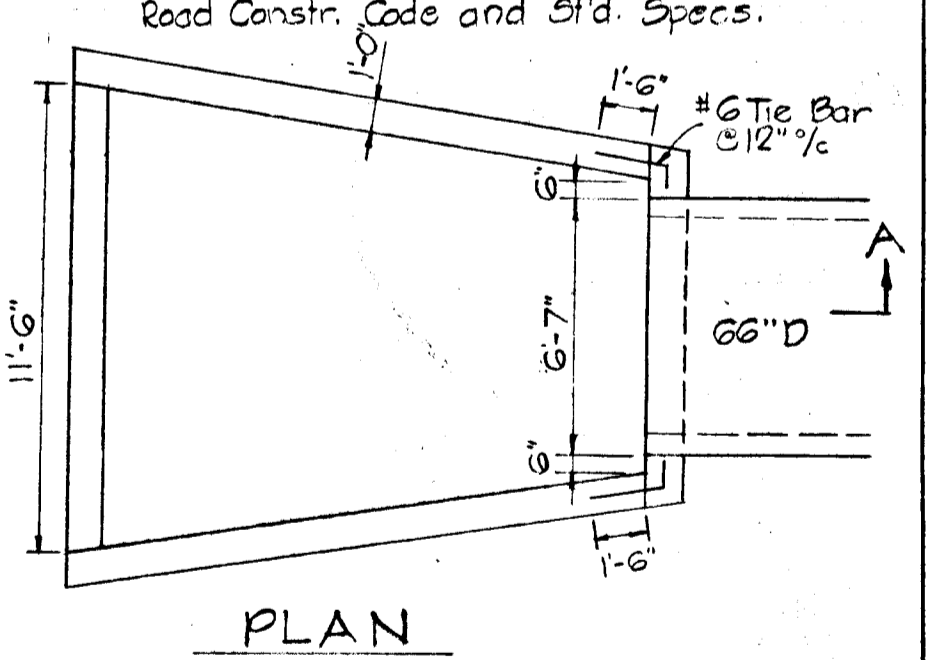 Road Constr. Code and St'd. Specs.
1'-0"
1'-6"
#6 Tie Bar
@ 12" o/c
6"
A
11'-6"
6'-7"
66"D
6"
1'-6"
PLAN